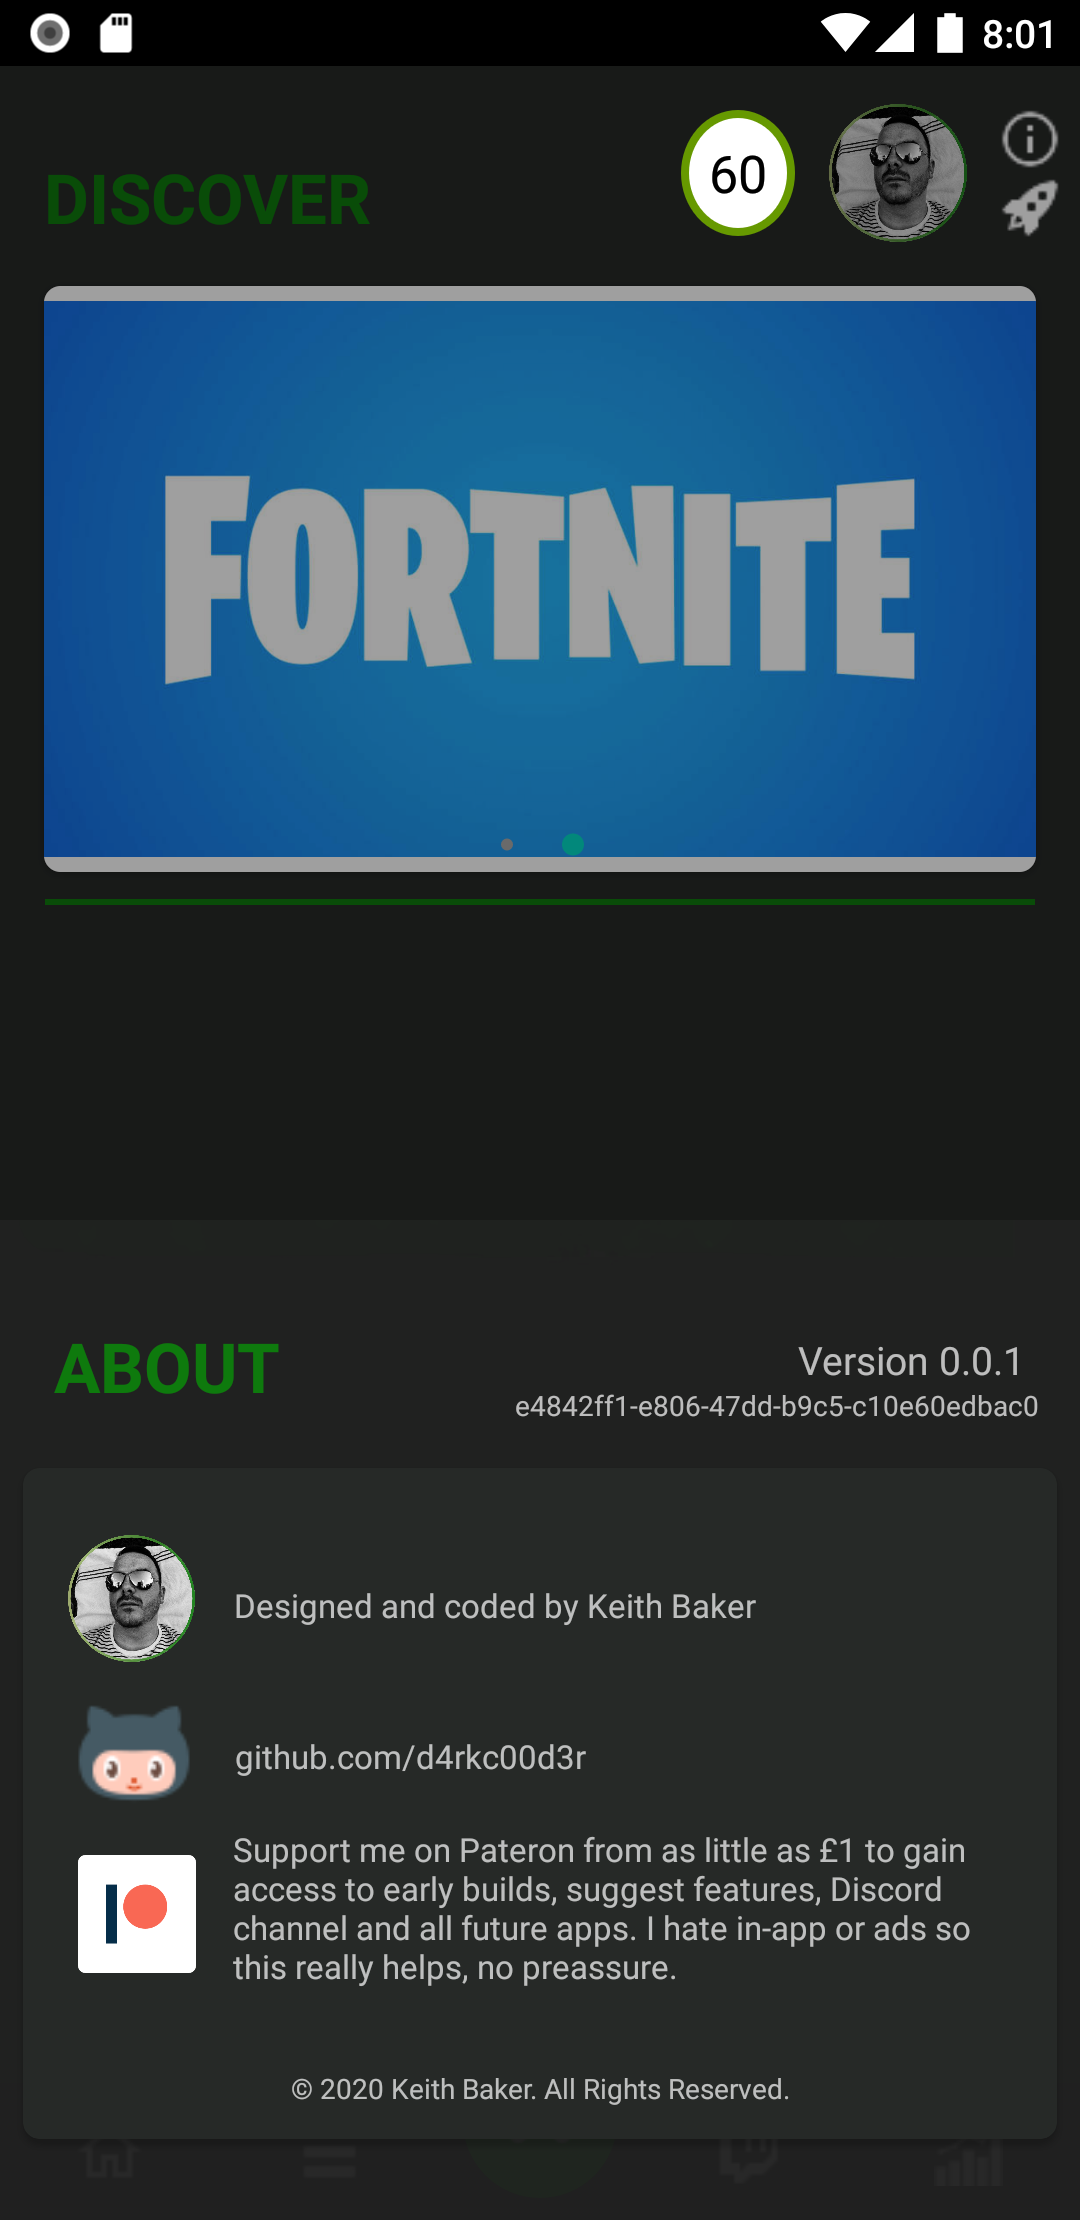 8:01
DISCOVER
60
FORTNITE
ABOUT
Version 0.0.1
e4842ff1-e806-47dd-b9c5-c10e60edbac0
Designed and coded by Keith Baker
github.com/d4rkc00d3r
Support me on Pateron from as little as £1 to gain
access to early builds, suggest features, Discord
channel and all future apps. I hate in-app or ads so
this really helps, no preassure.
© 2020 Keith Baker. All Rights Reserved.